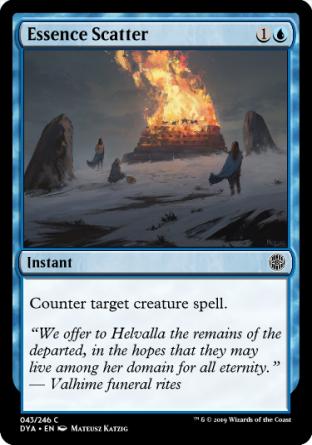 Essence Scatter 1
Instant
Counter target creature spell.
“We offer to Helvalla the remains of the
departed, in the hopes that they may
live among her domain for all eternity.”
— Valhime funeral rites
043/246 C
DYA • EN Mateusz Katzig
™ & © 2019 Wizards of the Coast